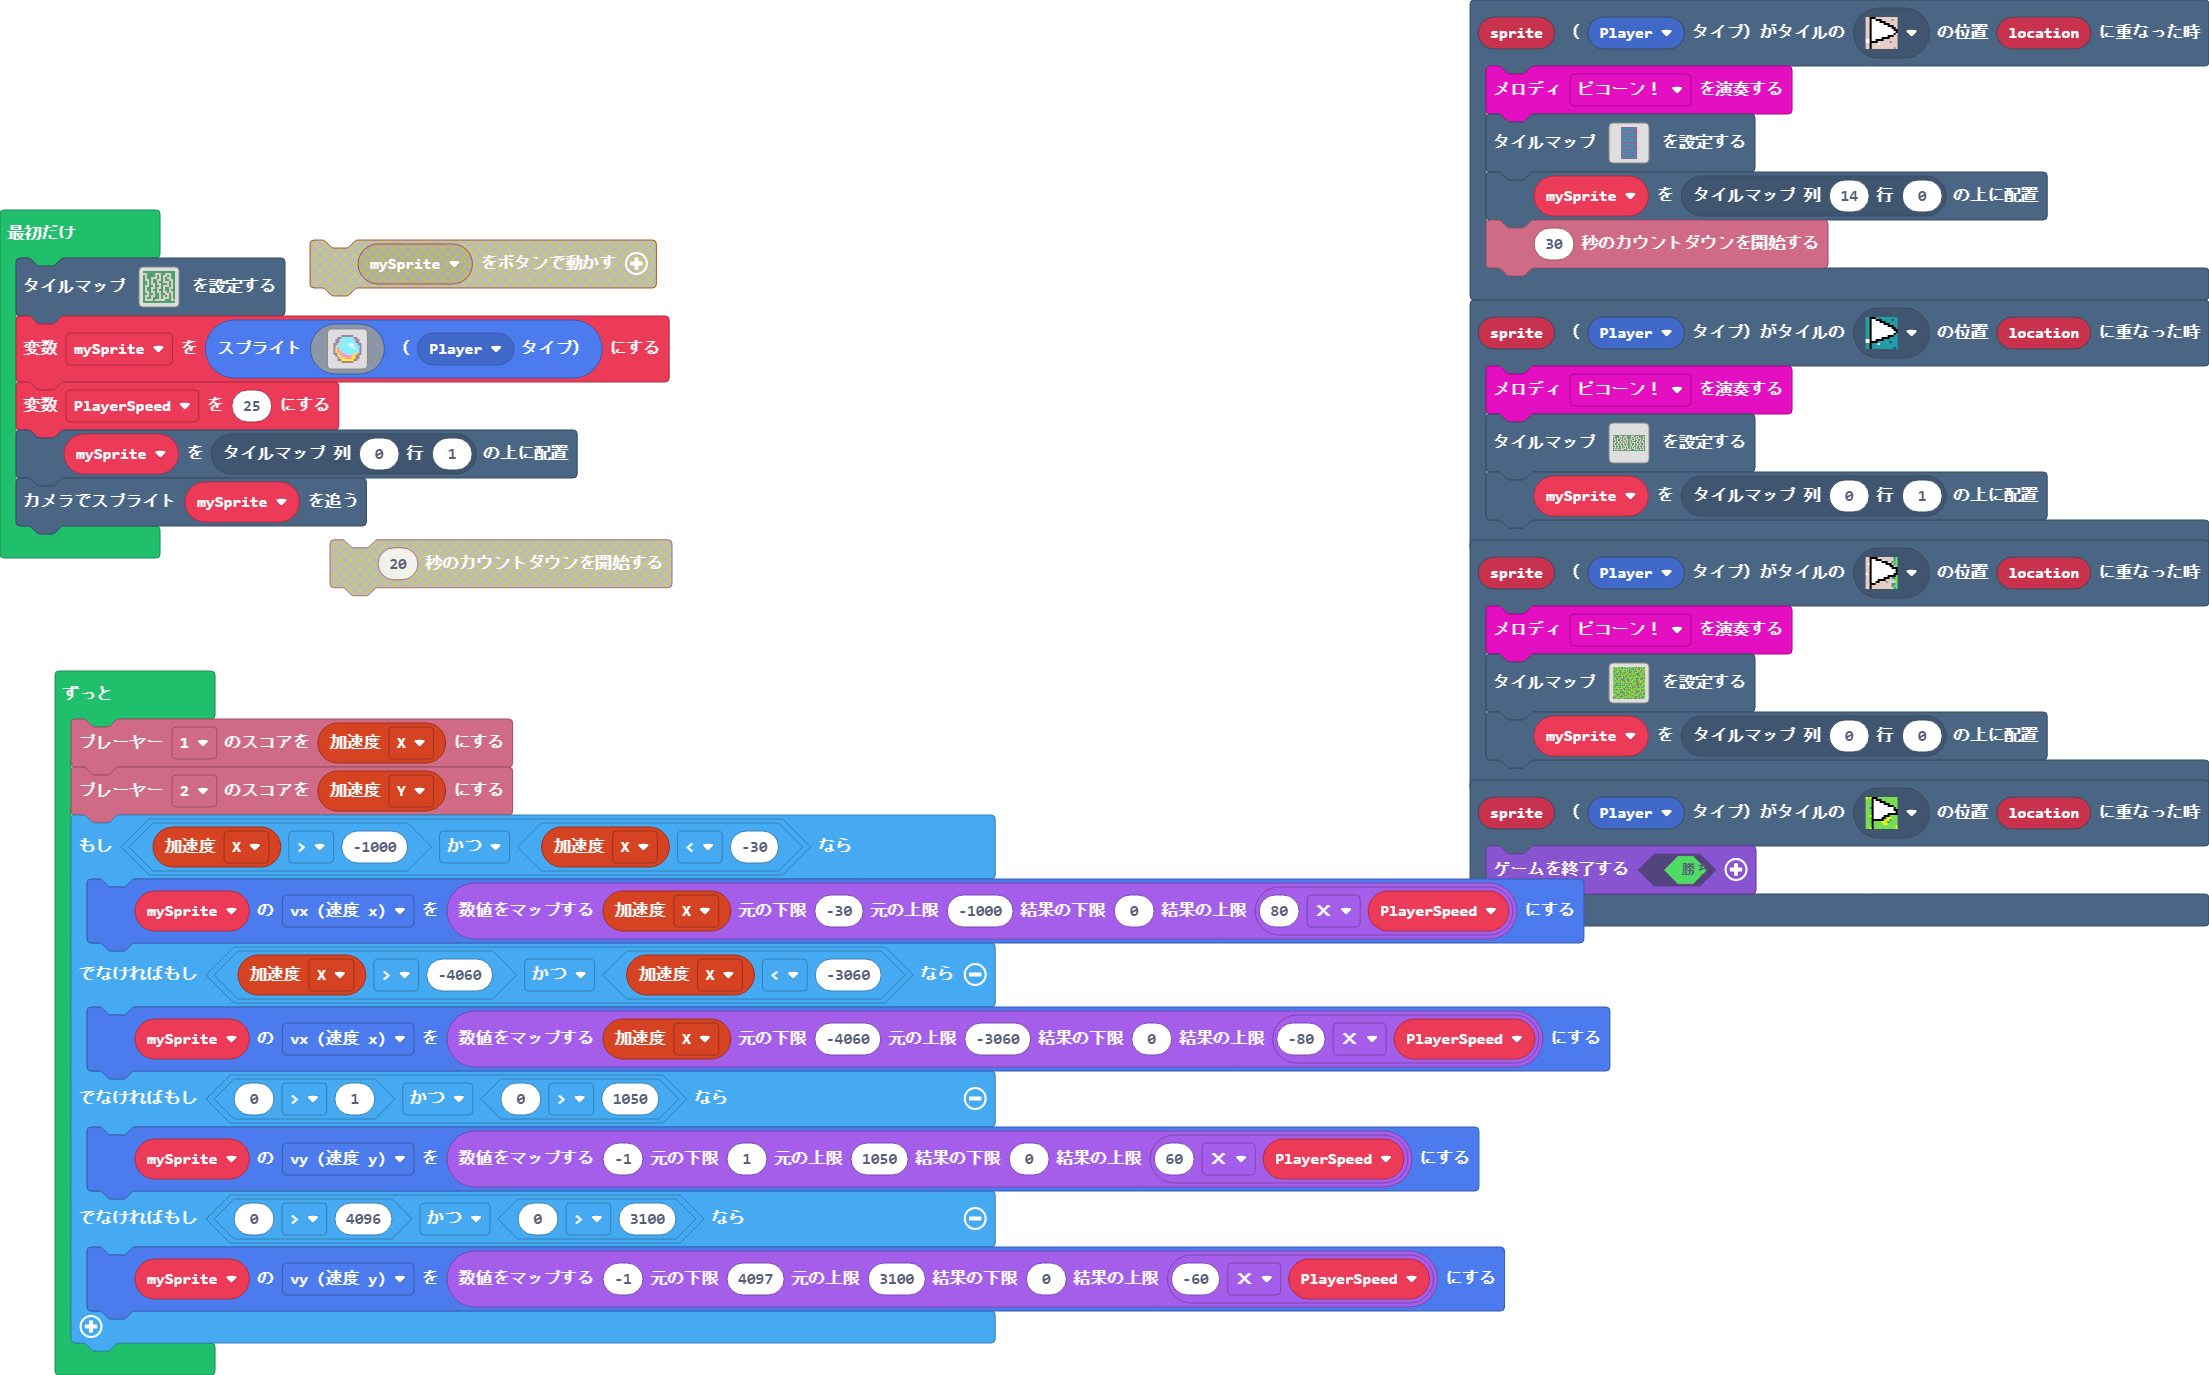 最初だけ
タイルマップ を設定する
変数 mySprite を スプライト ( Player タイプ) にする
変数 PlayerSpeed を 25 にする
mySprite を タイルマップ 列 0 行 1 の上に配置
カメラでスプライト mySprite を追う
mySprite をボタンで動かす
20 秒のカウントダウンを開始する
ずっと
プレーヤー 1 のスコアを 加速度 X にする
プレーヤー 2 のスコアを 加速度 Y にする
もし 加速度 X > -1000 かつ 加速度 X < -30 なら
mySprite の vx (速度 x) を 数値をマップする 加速度 X 元の下限 -30 元の上限 -1000 結果の下限 0 結果の上限 80 × PlayerSpeed にする
でなければもし 加速度 X > -4060 かつ 加速度 X < -3060 なら
mySprite の vx (速度 x) を 数値をマップする 加速度 X 元の下限 -4060 元の上限 -3060 結果の下限 0 結果の上限 -80 × PlayerSpeed にする
でなければもし 0 > 1 かつ 0 > 1050 なら
mySprite の vy (速度 y) を 数値をマップする -1 元の下限 1 元の上限 1050 結果の下限 0 結果の上限 60 × PlayerSpeed にする
でなければもし 0 > 4096 かつ 0 > 3100 なら
mySprite の vy (速度 y) を 数値をマップする -1 元の下限 4097 元の上限 3100 結果の下限 0 結果の上限 -60 × PlayerSpeed にする
sprite ( Player タイプ) がタイルの の位置 location に重なった時
メロディ ピコーン! を演奏する
タイルマップ を設定する
mySprite を タイルマップ 列 14 行 0 の上に配置
30 秒のカウントダウンを開始する
sprite ( Player タイプ) がタイルの の位置 location に重なった時
メロディ ピコーン! を演奏する
タイルマップ を設定する
mySprite を タイルマップ 列 0 行 1 の上に配置
sprite ( Player タイプ) がタイルの の位置 location に重なった時
メロディ ピコーン! を演奏する
タイルマップ を設定する
mySprite を タイルマップ 列 0 行 0 の上に配置
sprite ( Player タイプ) がタイルの の位置 location に重なった時
ゲームを終了する